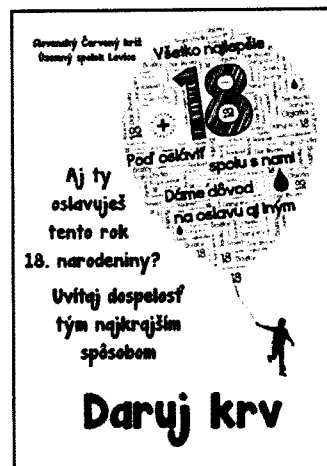 Slovenský Červený kríž
Územný spolok Levice
Všetko najlepšie
18
Poď osláviť
spolu s nami
Dáme dôvod
na oslavu aj iným
Aj ty
oslavuješ
tento rok
18. narodeniny?
Uvítaj dospelosť
tým najkrajším
spôsobom
Daruj krv